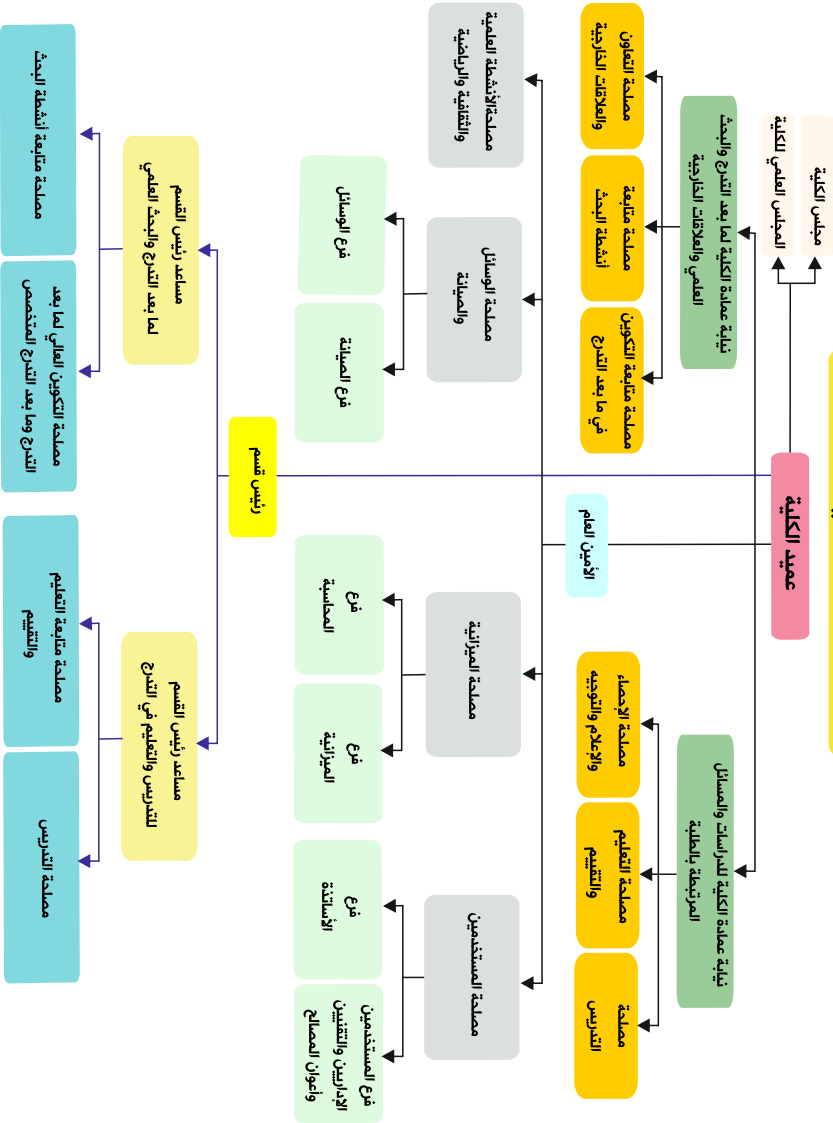 عميد الكلية
مجلس الكلية
المجلس العلمي للكلية
نيابة عمادة الكلية لما بعد التدرج والبحث
العلمي والعلاقات الخارجية
مصلحة التعاون
والعلاقات الخارجية
مصلحة متابعة
أنشطة البحث
مصلحة متابعة التكوين
في ما بعد التدرج
نيابة عمادة الكلية للدراسات والمسائل
المرتبطة بالطلبة
مصلحة الإحصاء
والإعلام والتوجيه
مصلحة التعليم
والتقييم
مصلحة
التدريس
الأمين العام
مصلحةالأنشطة العلمية
والثقافية والرياضية
مصلحة الوسائل
والصيانة
فرع الوسائل
فرع الصيانة
مصلحة الميزانية
فرع
المحاسبة
فرع
الميزانية
مصلحة المستخدمين
فرع
الأساتذة
فرع المستخدمين
الإداريين والتقنيين
وأعوان المصالح
رئيس قسم
مساعد رئيس القسم
لما بعد التدرج والبحث العلمي
مصلحة متابعة أنشطة البحث
مصلحة التكوين العالي لما بعد
التدرج وما بعد التدرج المتخصص
مساعد رئيس القسم
للتدريس والتعليم في التدرج
مصلحة متابعة التعليم
والتقييم
مصلحة التدريس